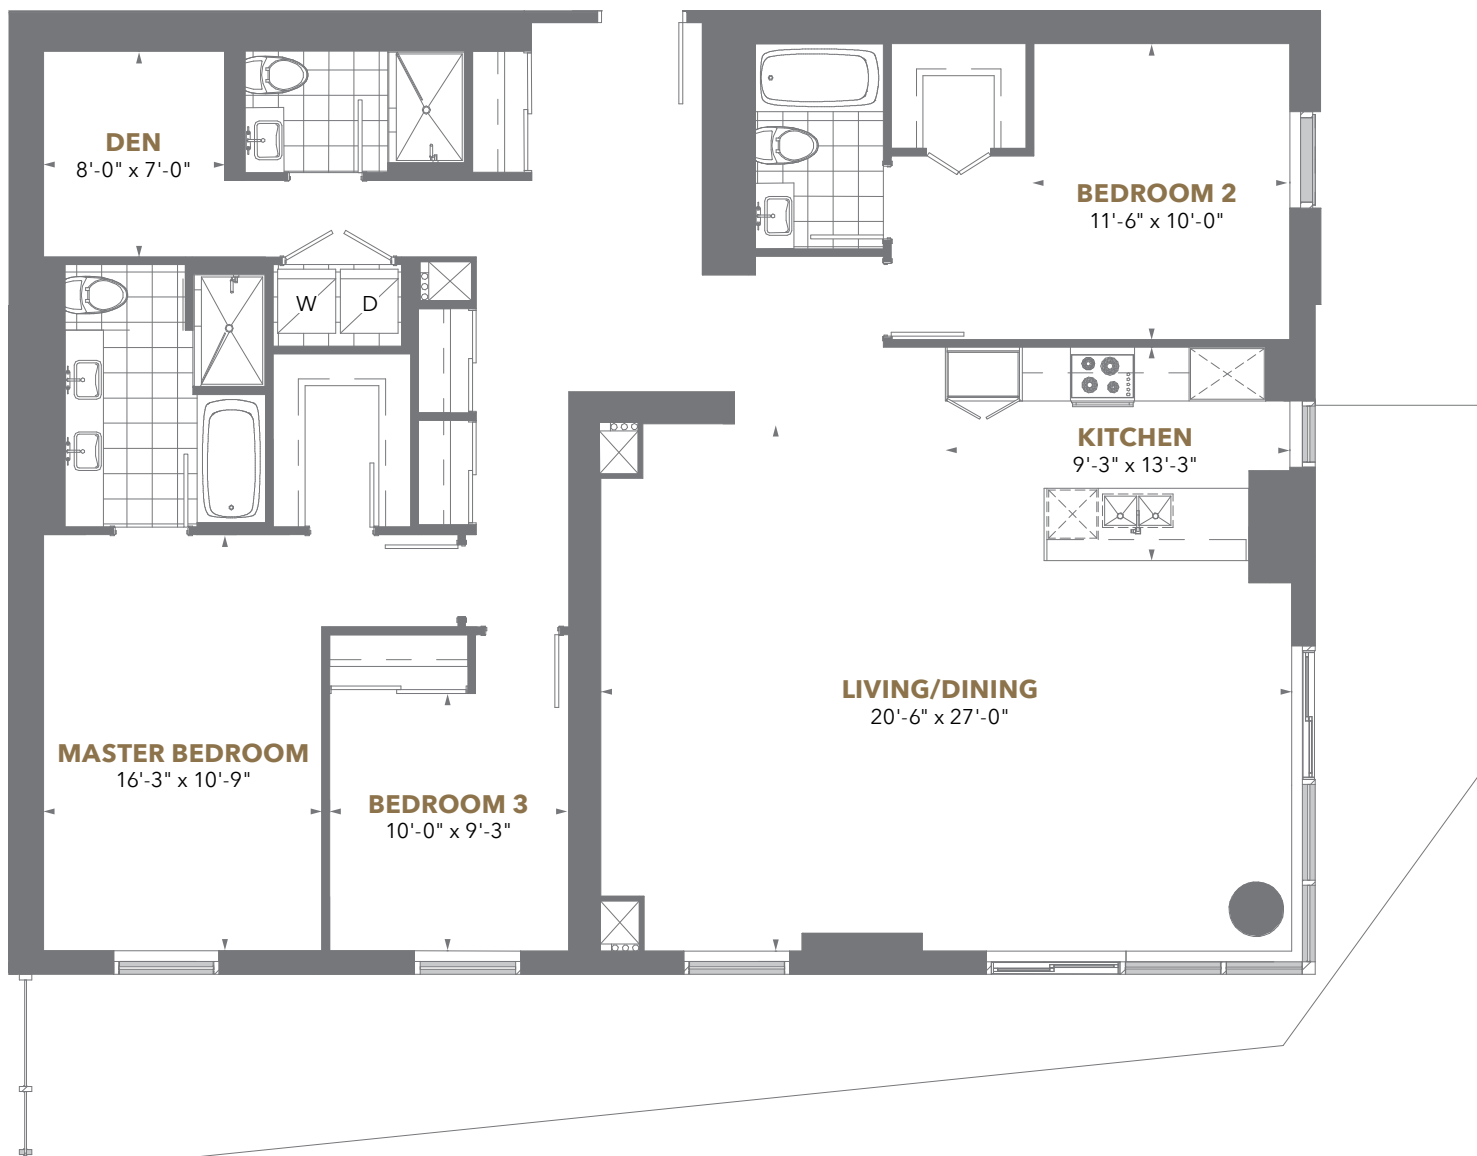 DEN
8'-0" x 7'-0"
BEDROOM 2
11'-6" x 10'-0"
W D
KITCHEN
9'-3" x 13'-3"
LIVING/DINING
20'-6" x 27'-0"
MASTER BEDROOM
16'-3" x 10'-9"
BEDROOM 3
10'-0" x 9'-3"